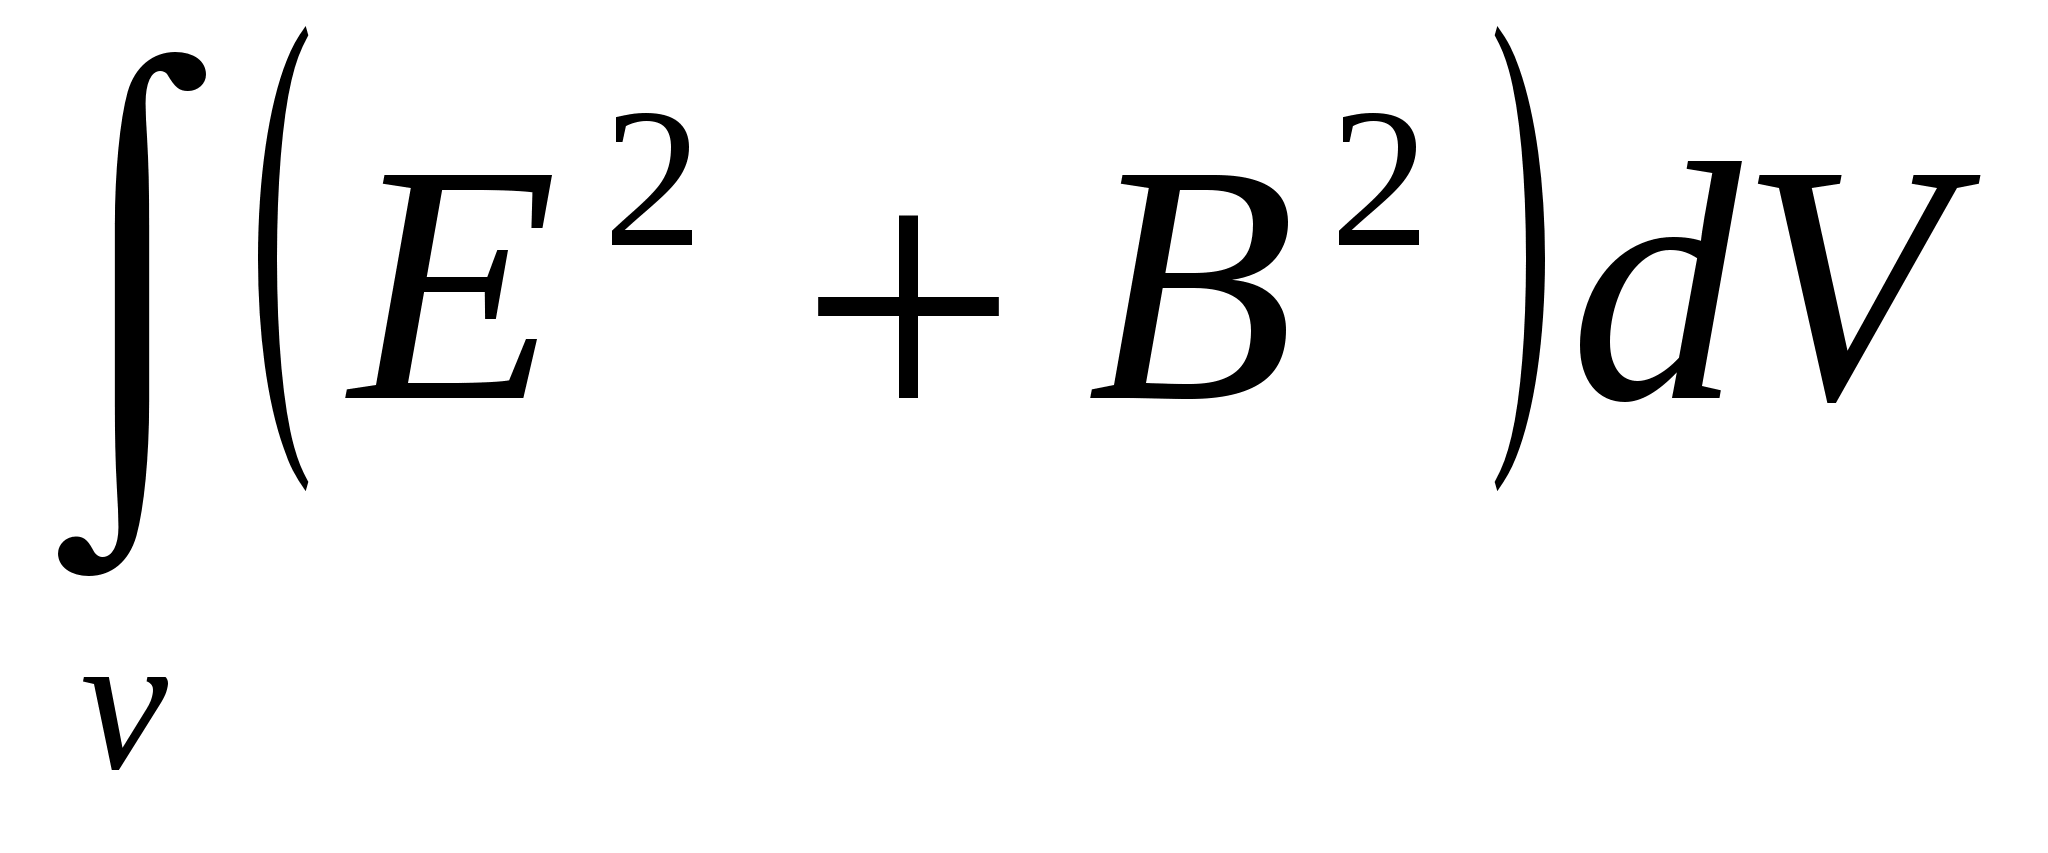 ∫(E² + B²)dV
v